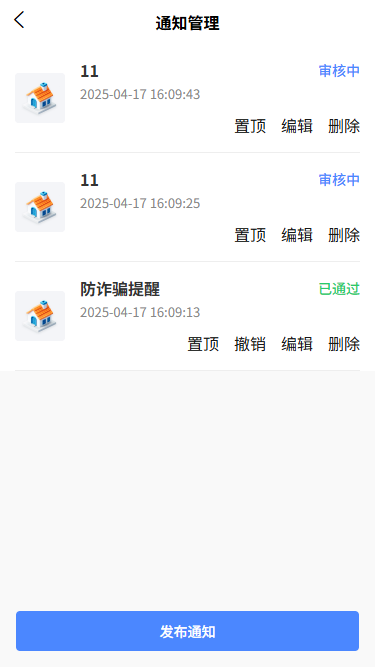 通知管理
11
审核中
2025-04-17 16:09:43
置顶 编辑 删除
11
审核中
2025-04-17 16:09:25
置顶 编辑 删除
防诈骗提醒
已通过
2025-04-17 16:09:13
置顶 撤销 编辑 删除
发布通知